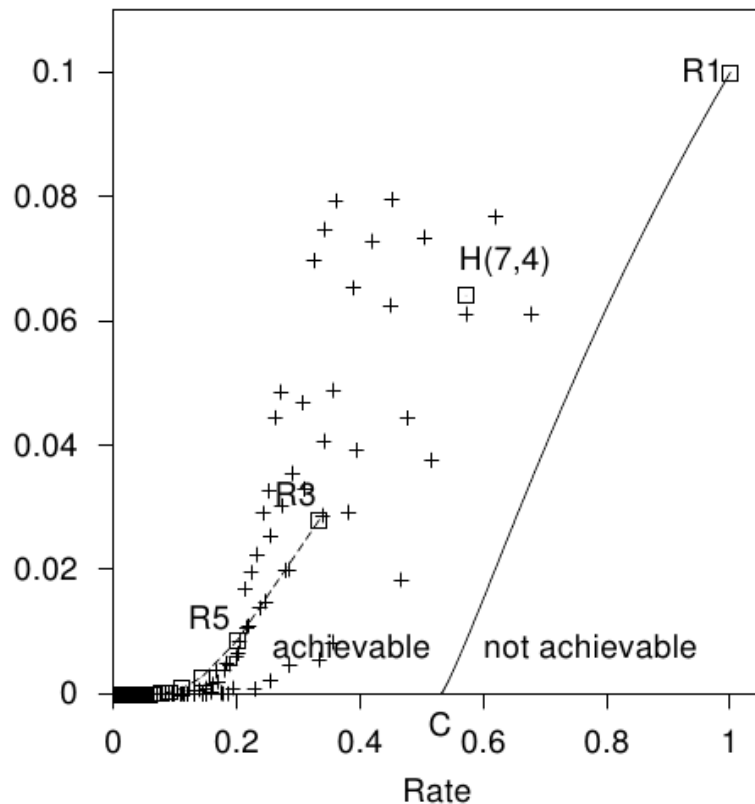 0.1
R1
0.08
H(7,4)
0.06
0.04
R3
0.02
R5
achievable
not achievable
0
C
0 0.2 0.4 0.6 0.8 1
Rate